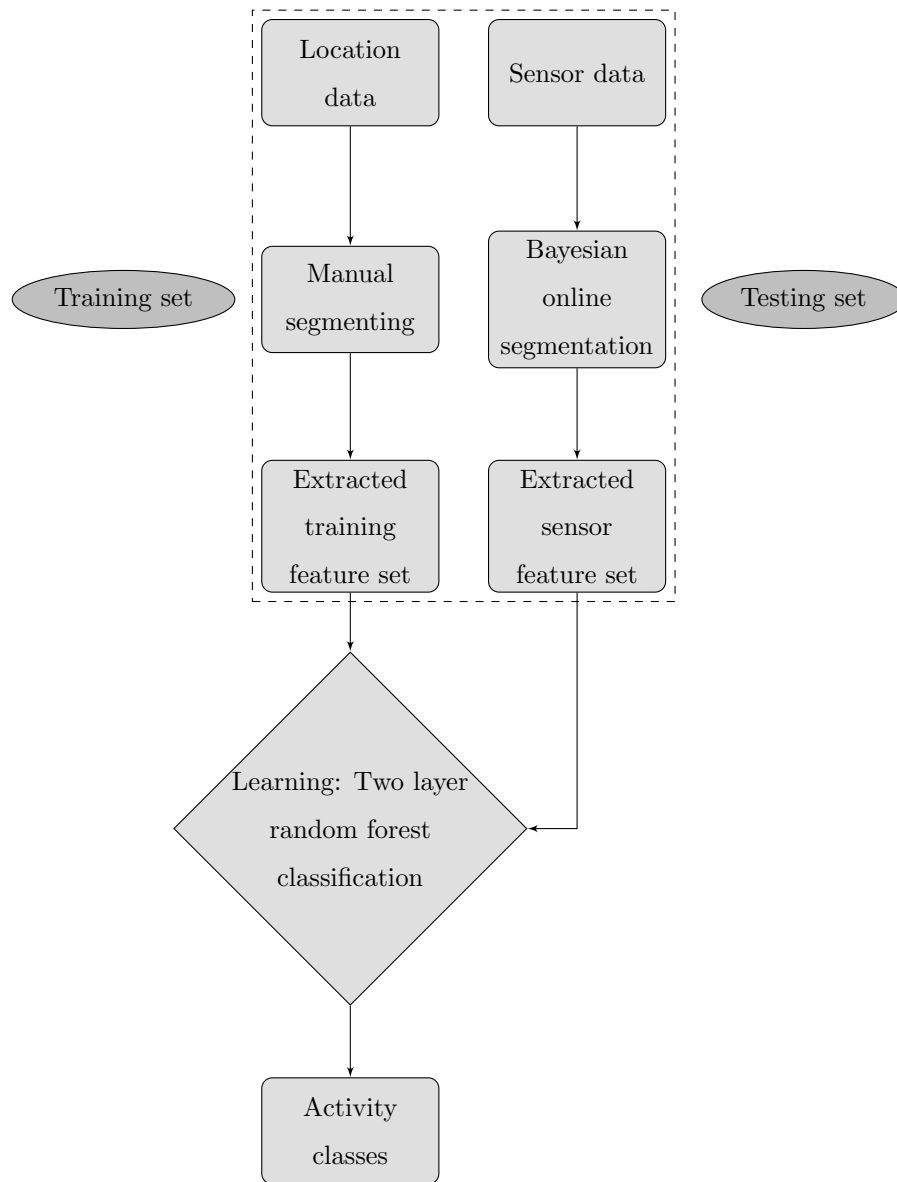 Location
data
Sensor data
Training set
Manual
segmenting
Bayesian
online
segmentation
Testing set
Extracted
training
feature set
Extracted
sensor
feature set
Learning: Two layer
random forest
classification
Activity
classes